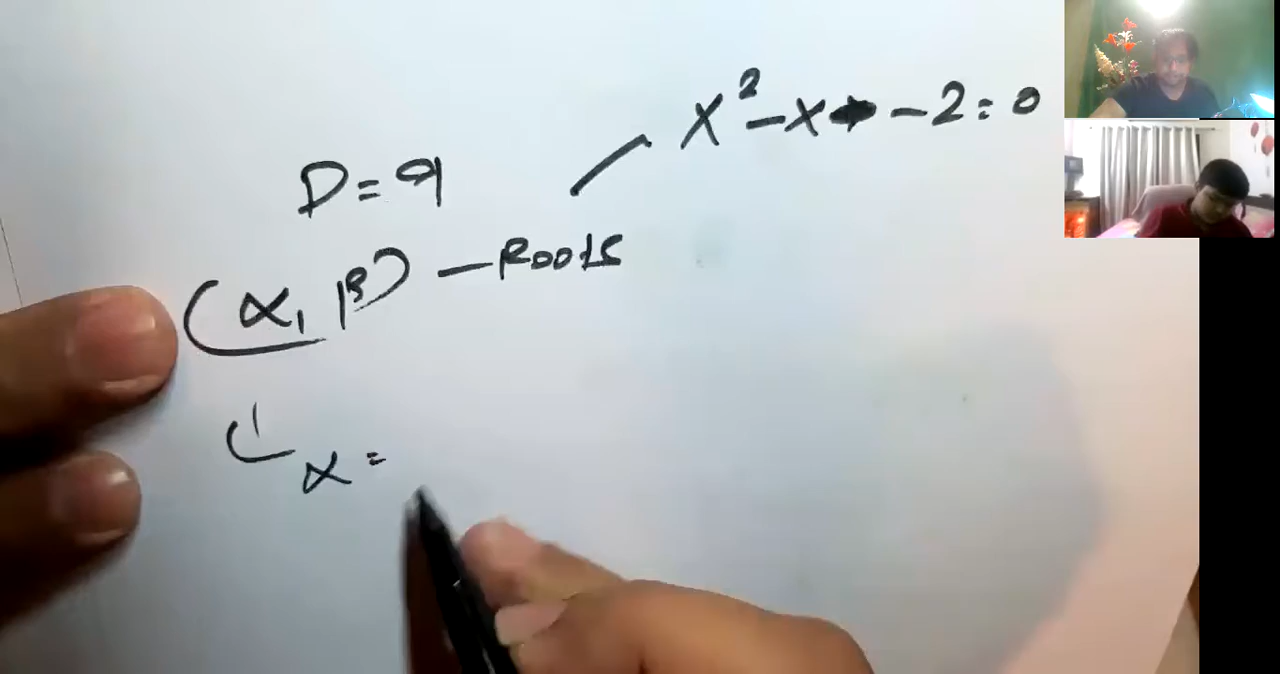 x² - x - 2 = 0
D = 9
(α, β) - Roots
α =